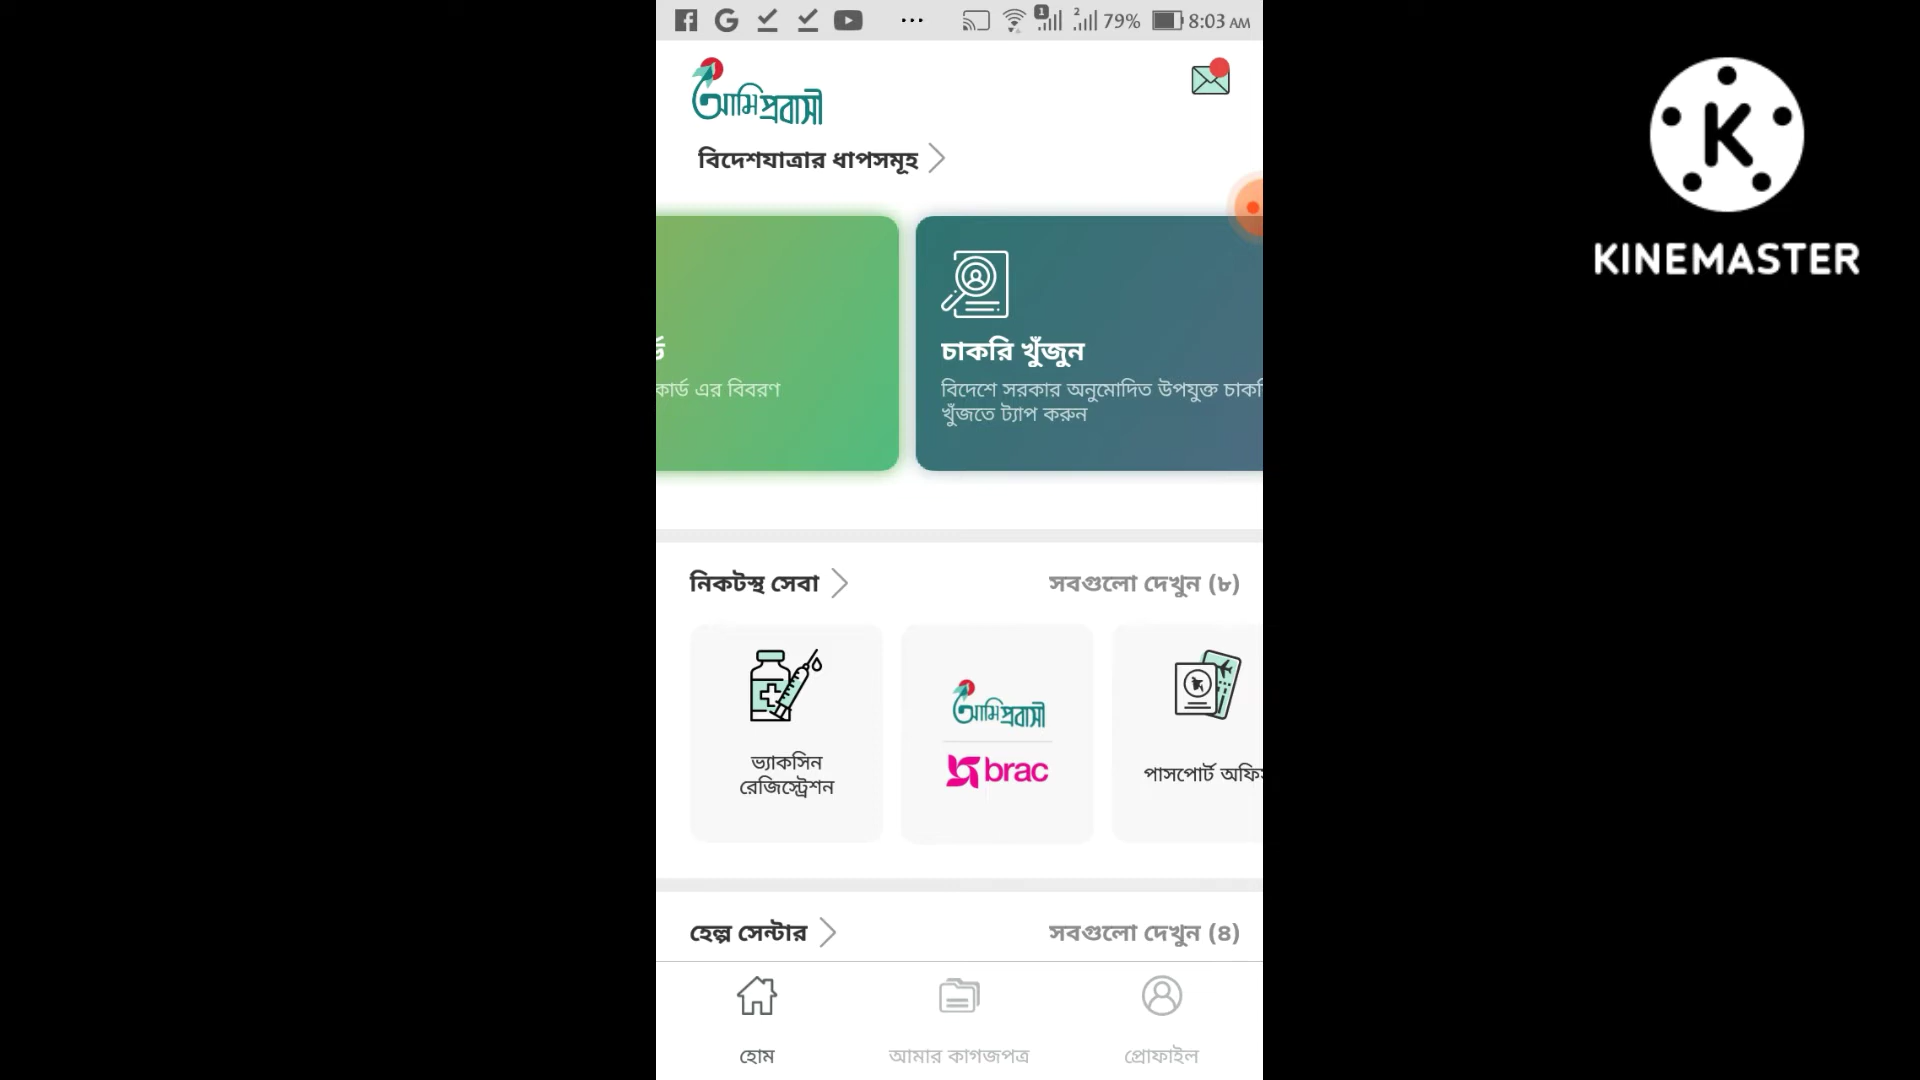 79% 8:03 AM
আমি প্রবাসী
বিদেশযাত্রার ধাপসমূহ
KINEMASTER
চাকরি খুঁজুন
কার্ড এর বিবরণ
বিদেশে সরকার অনুমোদিত উপযুক্ত চাকরি
খুঁজতে ট্যাপ করুন
নিকটস্থ সেবা সবগুলো দেখুন (৮)
আমি প্রবাসী
brac
ভ্যাকসিন
রেজিস্ট্রেশন
পাসপোর্ট অফিস
হেল্প সেন্টার সবগুলো দেখুন (৪)
হোম আমার কাগজপত্র প্রোফাইল